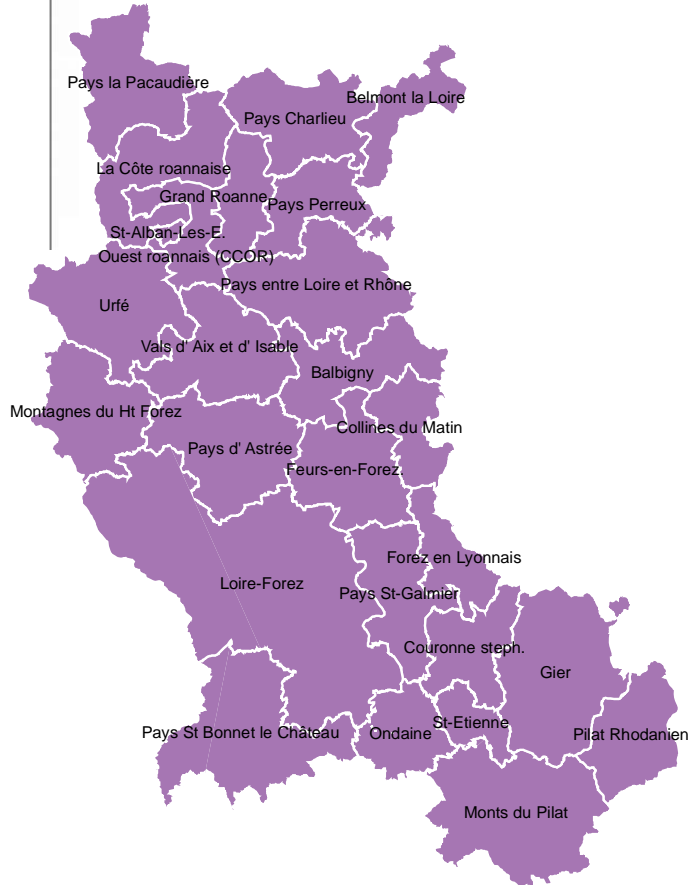 Pays la Pacaudière
Belmont la Loire
Pays Charlieu
La Côte roannaise
Grand Roanne
Pays Perreux
St-Alban-Les-E.
Ouest roannais (CCOR)
Pays entre Loire et Rhône
Urfé
Vals d' Aix et d' Isable
Balbigny
Montagnes du Ht Forez
Collines du Matin
Pays d' Astrée
Feurs-en-Forez.
Forez en Lyonnais
Loire-Forez
Pays St-Galmier
Couronne steph.
Gier
St-Etienne
Pays St Bonnet le Château
Ondaine
Pilat Rhodanien
Monts du Pilat